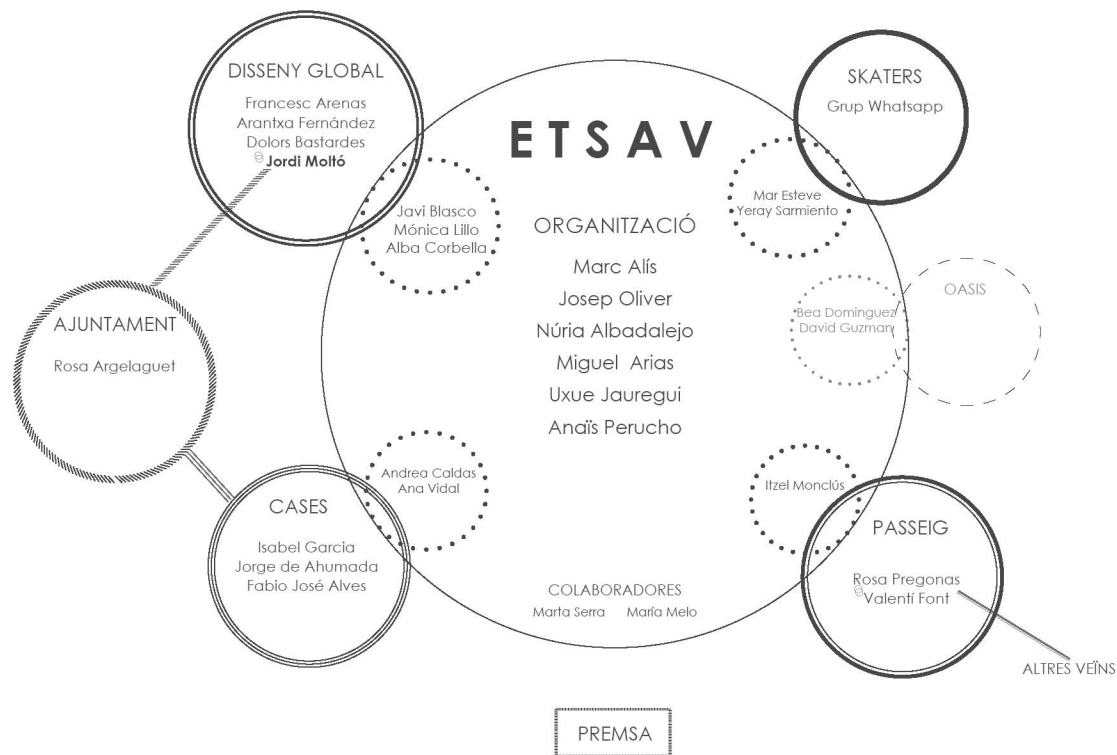 DISSENY GLOBAL
Francesc Arenas
Arantxa Fernández
Dolors Bastardes
Jordi Moltó
SKATERS
Grup Whatsapp
ETSAV
Javi Blasco
Mónica Lillo
Alba Corbella
Mar Esteve
Yeray Sarmiento
ORGANITZACIÓ
Marc Alís
Josep Oliver
Núria Albadalejo
Miguel Arias
Uxue Jauregui
Anaïs Perucho
OASIS
Bea Dominguez
David Guzman
AJUNTAMENT
Rosa Argelaguet
Andrea Caldas
Ana Vidal
Itzel Monclús
CASES
Isabel Garcia
Jorge de Ahumada
Fabio José Alves
PASSEIG
Rosa Pregonas
Valentí Font
COLABORADORES
Marta Serra María Melo
ALTRES VEÏNS
PREMSA